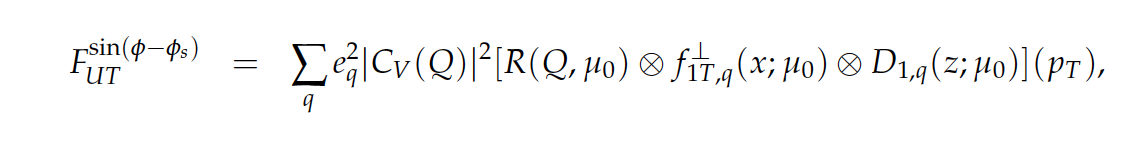 F_{UT}^{\sin(\phi-\phi_s)} = \sum_q e_q^2 |C_V(Q)|^2 [R(Q, \mu_0) \otimes f_{1T,q}^{\perp}(x; \mu_0) \otimes D_{1,q}(z; \mu_0)](p_T),